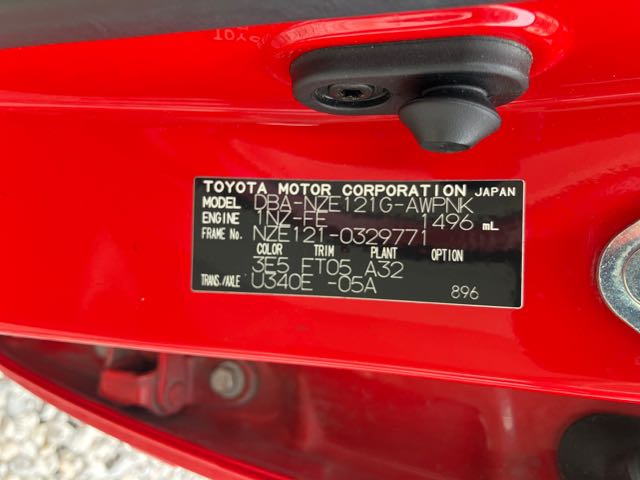 TOYOTA MOTOR CORPORATION JAPAN
MODEL DBA-NZE121G-AWPNK
ENGINE 1NZ-FE 1496 mL
FRAME No. NZE121-0329771
COLOR TRIM PLANT OPTION
3E5 FT05 A32
TRANS./AXLE U340E -05A 896